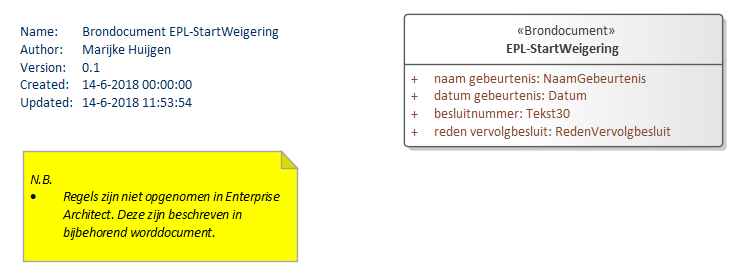 Name: Brondocument EPL-StartWeigering
Author: Marijke Huijgen
Version: 0.1
Created: 14-6-2018 00:00:00
Updated: 14-6-2018 11:53:54
«Brondocument»
EPL-StartWeigering
+ naam gebeurtenis: NaamGebeurtenis
+ datum gebeurtenis: Datum
+ besluitnummer: Tekst30
+ reden vervolgbesluit: RedenVervolgbesluit
N.B.
• Regels zijn niet opgenomen in Enterprise
Architect. Deze zijn beschreven in
bijbehorend worddocument.